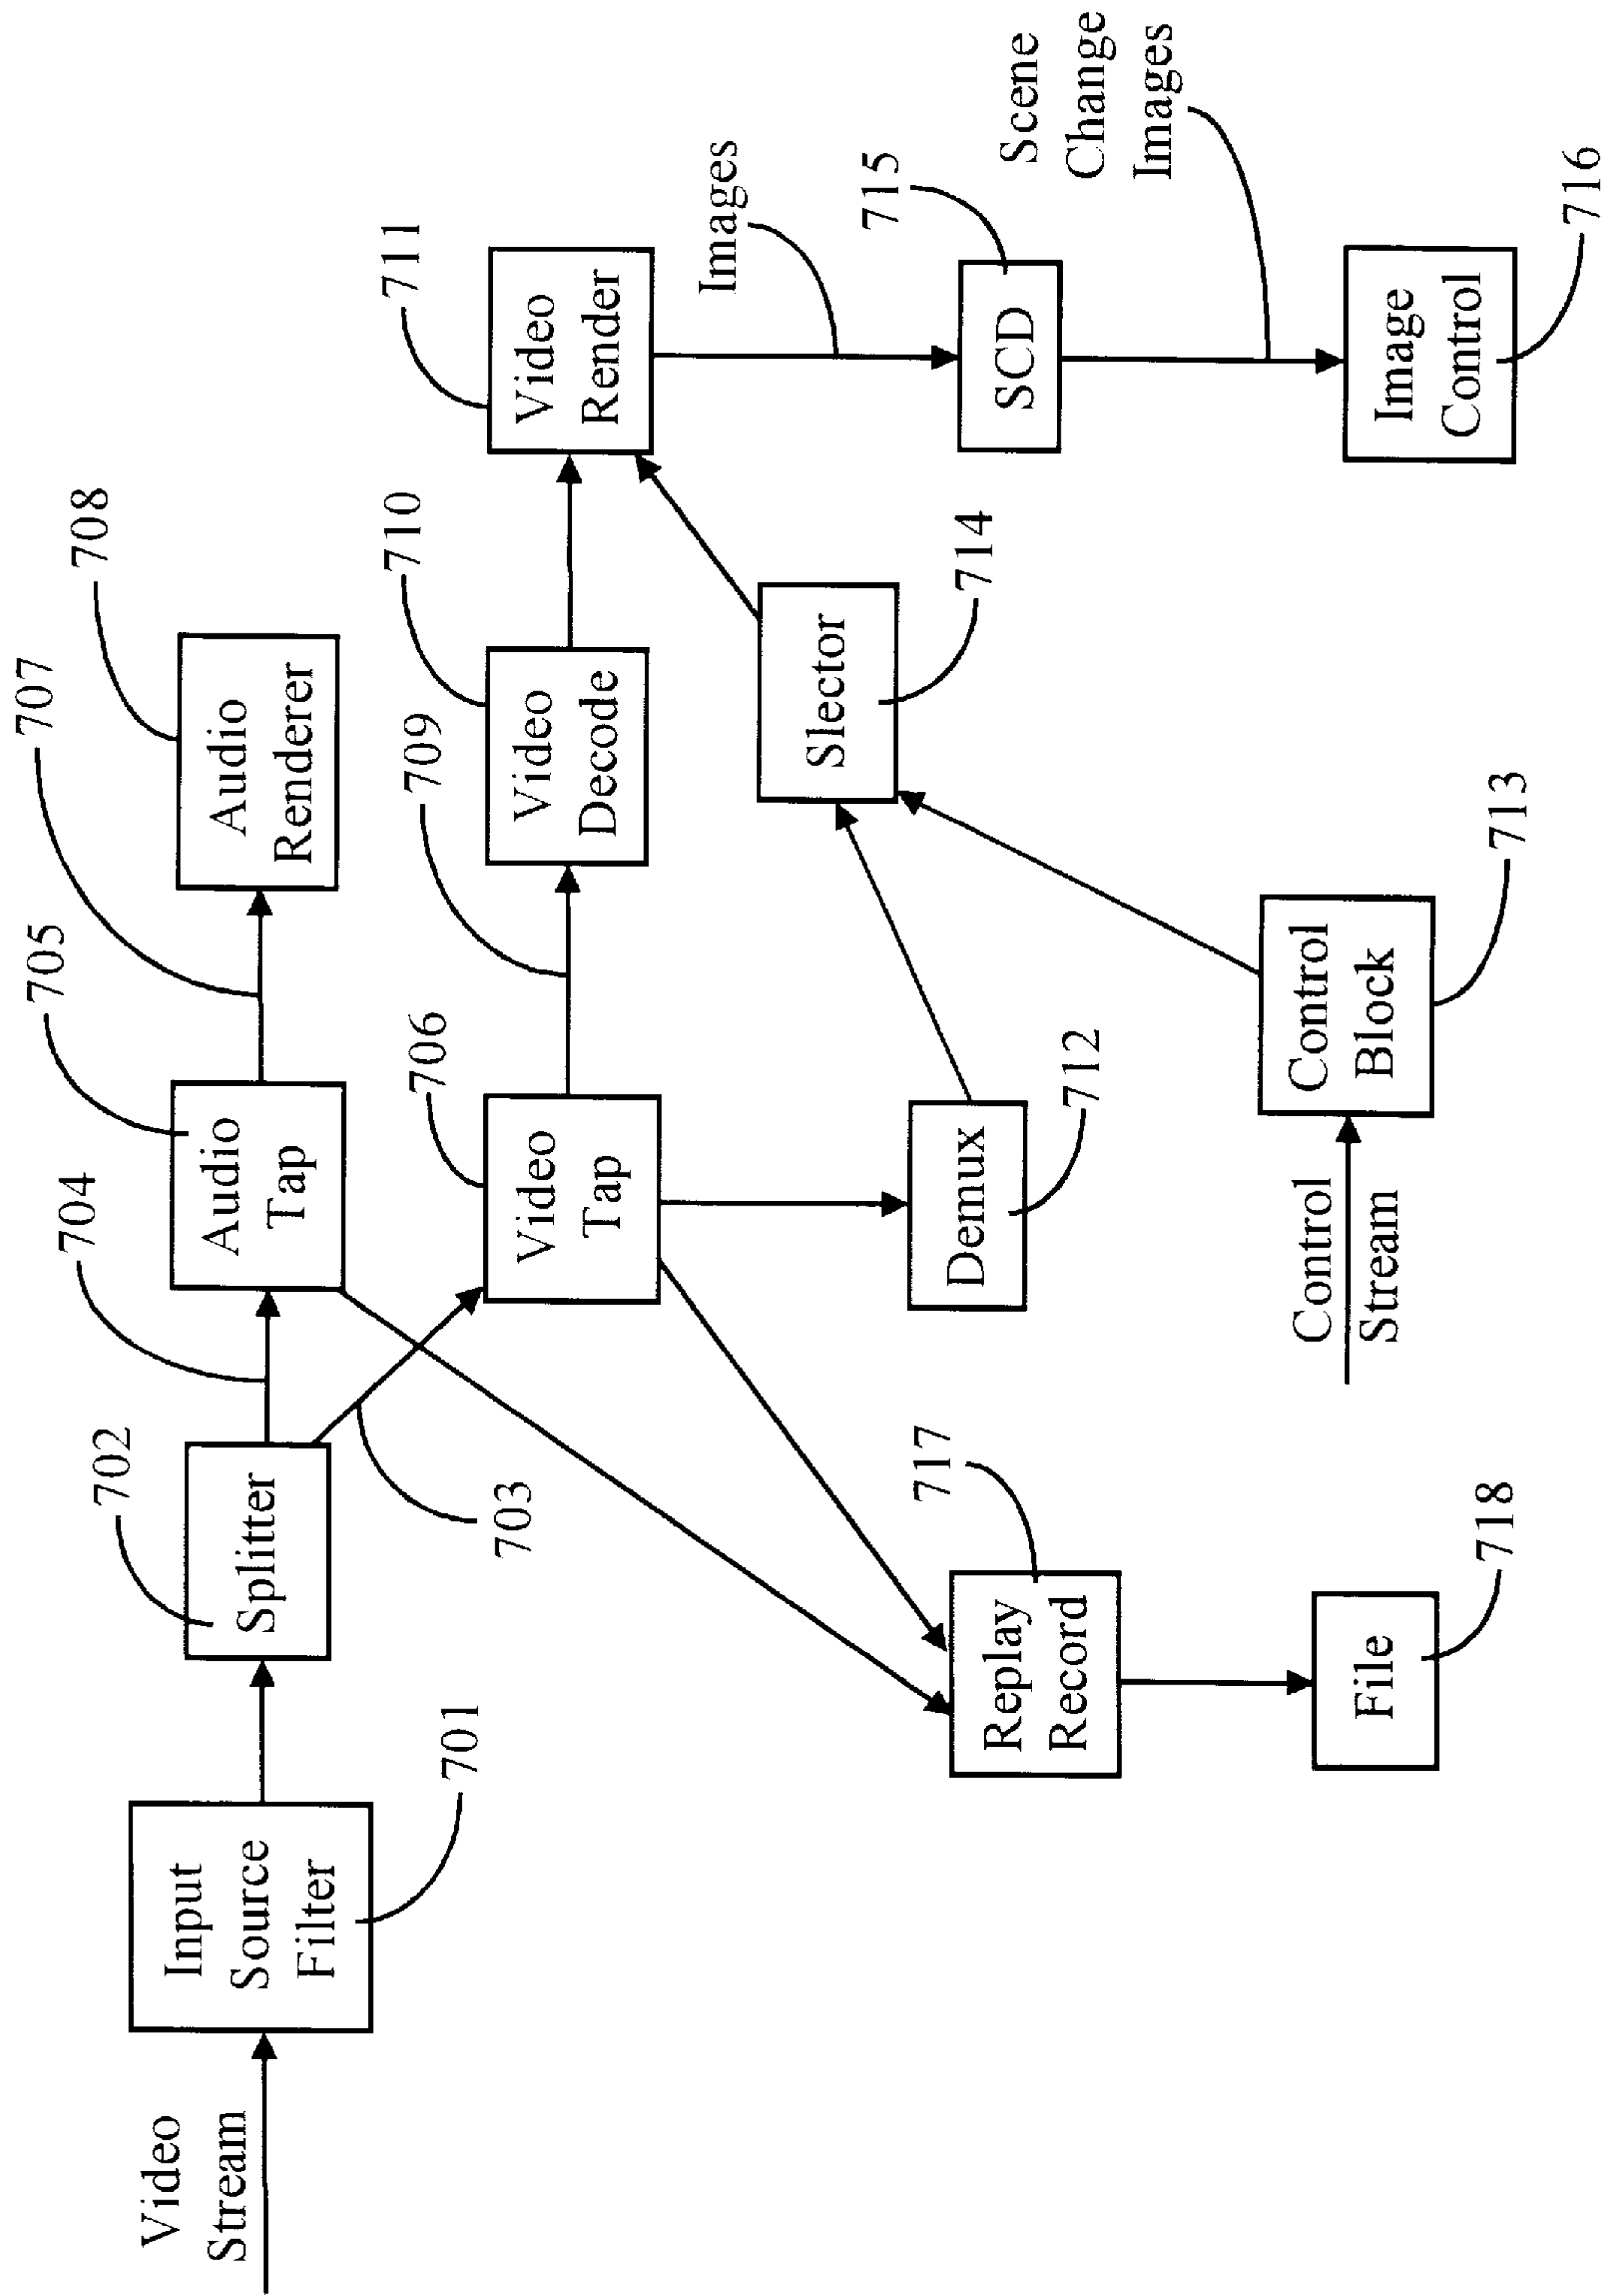 Video
Stream
Input
Source
Filter
701
Splitter
702
703
704
Audio
Tap
705
707
Audio
Renderer
708
Video
Tap
706
709
Video
Decode
710
Video
Render
711
Images
Demux
712
Slector
714
SCD
715
Scene
Change
Images
Control
Stream
Control
Block
713
Image
Control
716
Replay
Record
717
File
718